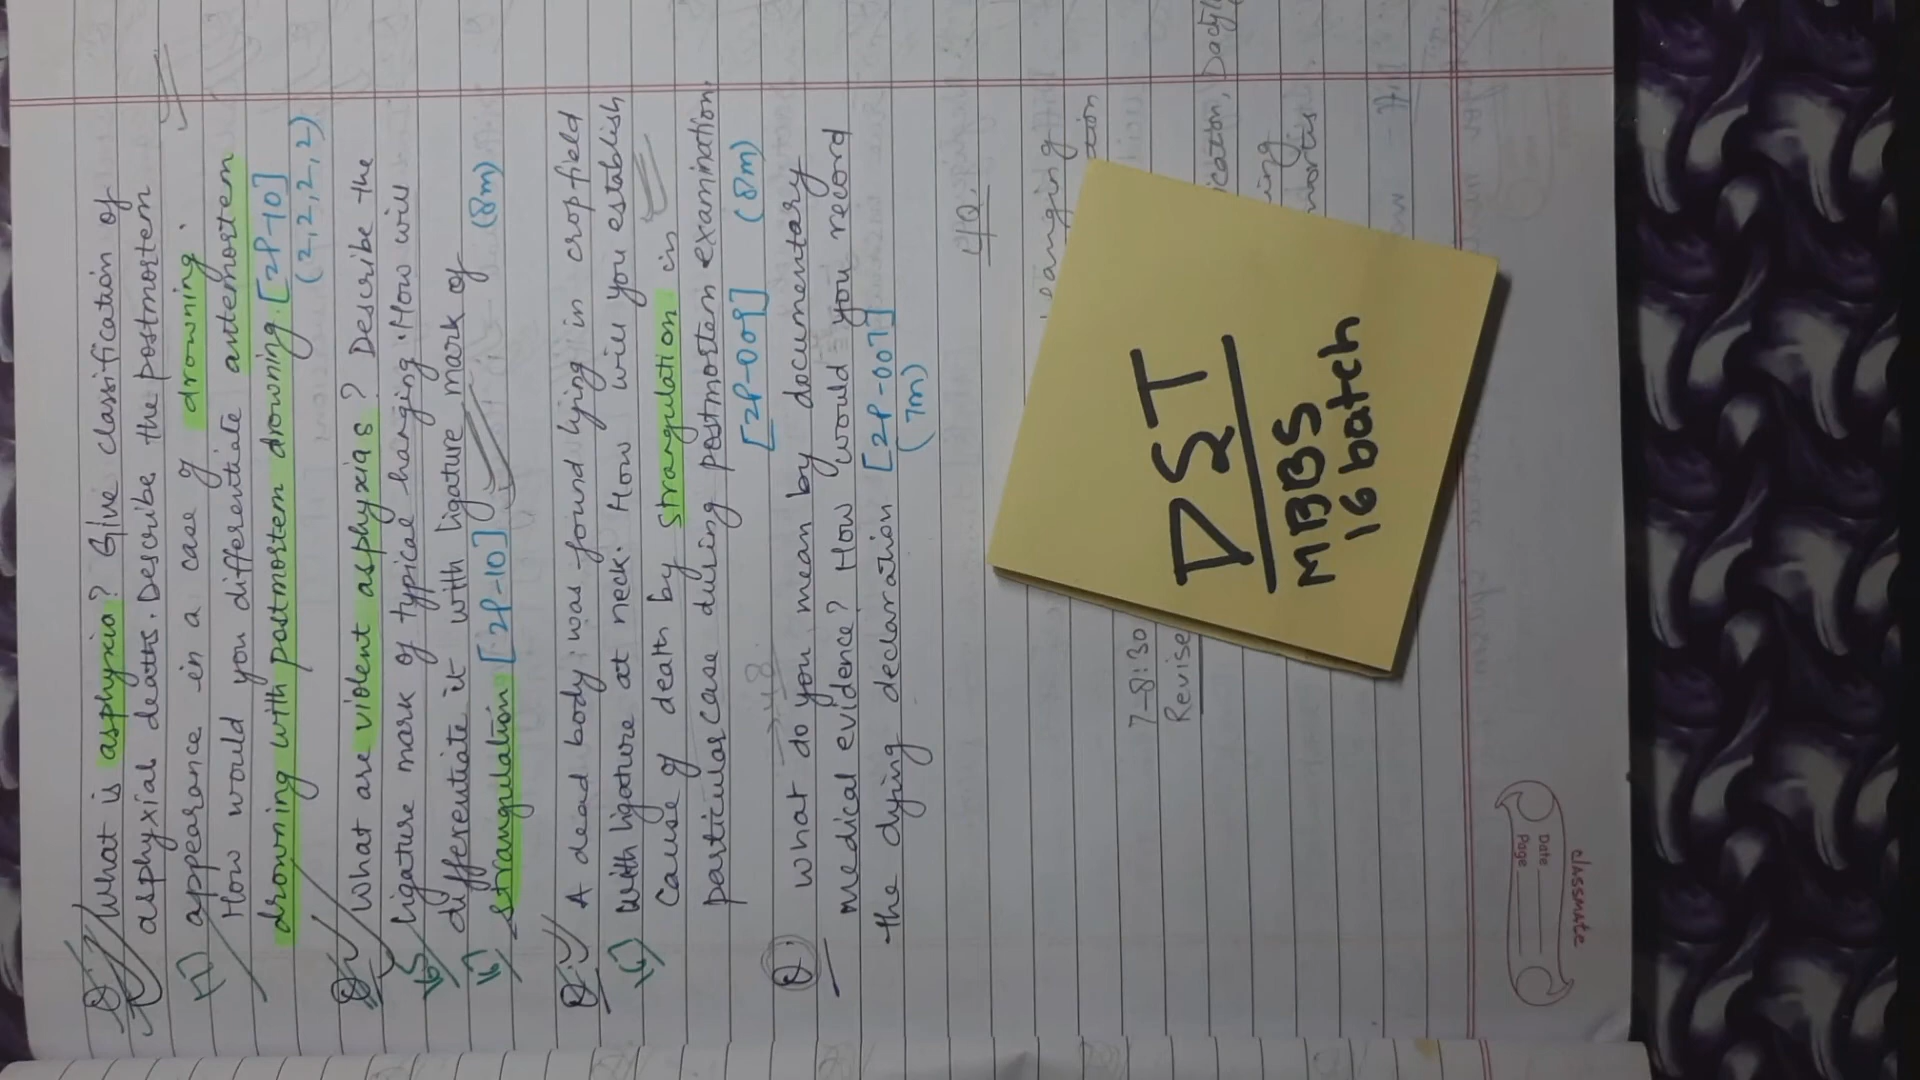 Q. What is asphyxia? Give classification of
asphyxial deaths. Describe the postmortem
appearance in a case of drowning.
How would you differentiate antemortem
drowning with postmortem drowning. [2P-10]
(2,2,2,2)
Q. What are violent asphyxias? Describe the
ligature mark of typical hanging. How will
differentiate it with ligature mark of
strangulation [2P-10] (8m)
Q. A dead body was found lying in crop field
with ligature at neck. How will you establish
cause of death by strangulation in
particular case during postmortem examination.
[2P-009] (8m)
Q. What do you mean by documentary
medical evidence? How would you record
the dying declaration [2P-007]
(7m)
anging
ication, Dacty
mortis
7-8:30
Revise
DST
MBBS
16 batch
classmate
Date
Page